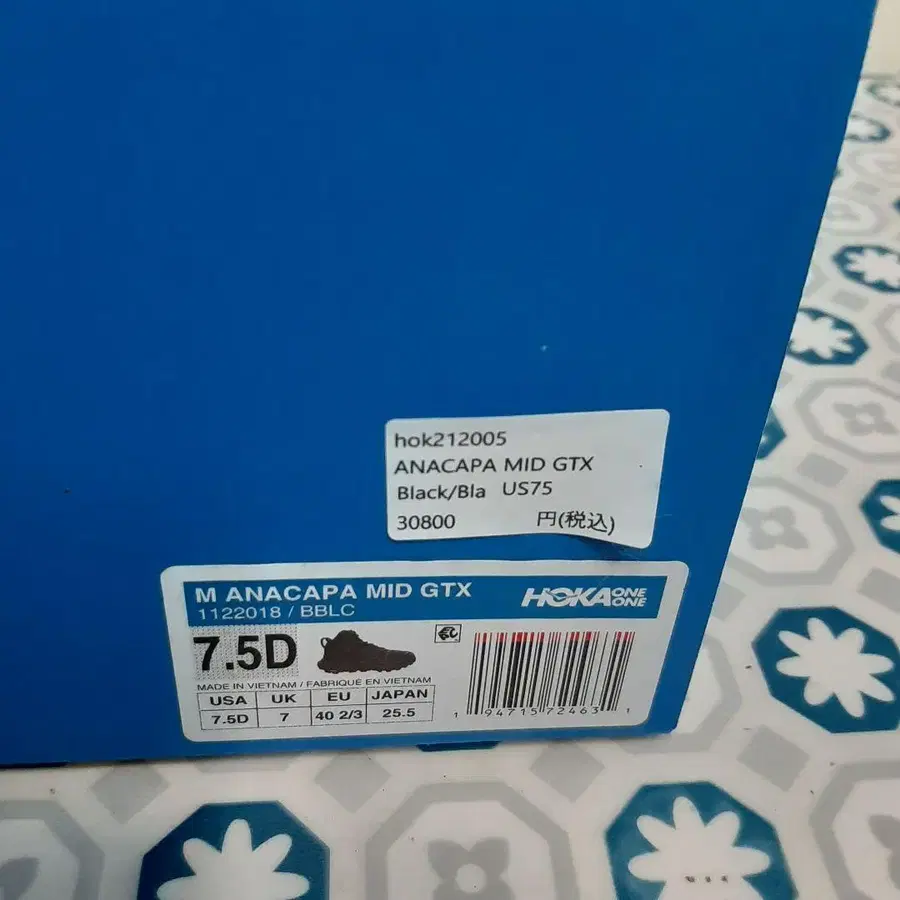 hok212005
ANACAPA MID GTX
Black/Bla US75
30800 円(税込)
M ANACAPA MID GTX HOKA ONE ONE
1122018 / BBLC
7.5D
MADE IN VIETNAM / FABRIQUÉ EN VIETNAM
USA UK EU JAPAN
7.5D 7 40 2/3 25.5
1 94715 72463 1